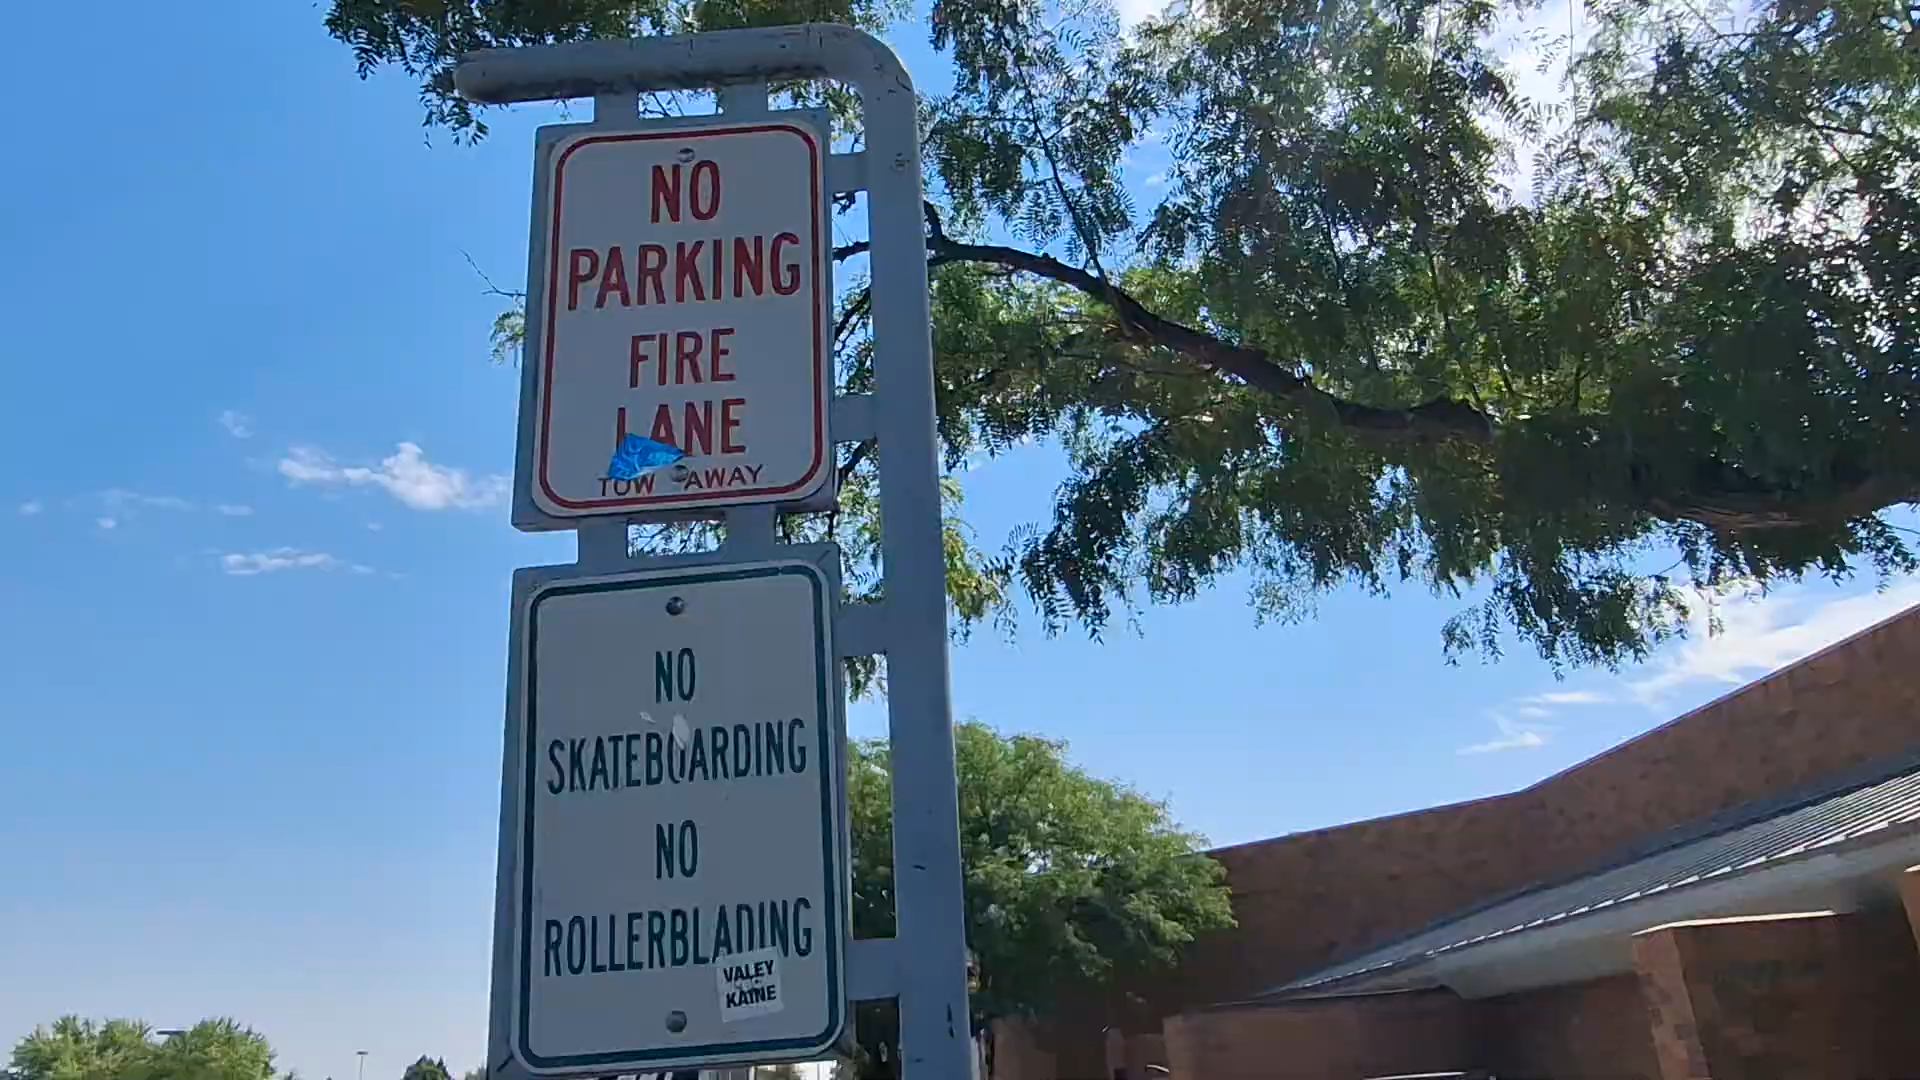 NO
PARKING
FIRE
LANE
TOW AWAY
NO
SKATEBOARDING
NO
ROLLERBLADING
VALEY
KAINE